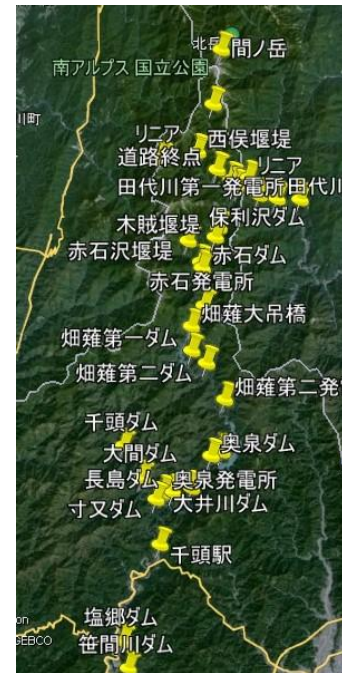 北岳
間ノ岳
南アルプス国立公園
川町
リニア
西俣堰堤
道路終点
リニア
田代川第一発電所
田代川
木賊堰堤
保利沢ダム
赤石沢堰堤
赤石ダム
赤石発電所
畑薙大吊橋
畑薙第一ダム
畑薙第二ダム
畑薙第二発
千頭ダム
大間ダム
奥泉ダム
長島ダム
奥泉発電所
寸又ダム
大井川ダム
千頭駅
塩郷ダム
on
GEBCO
笹間川ダム